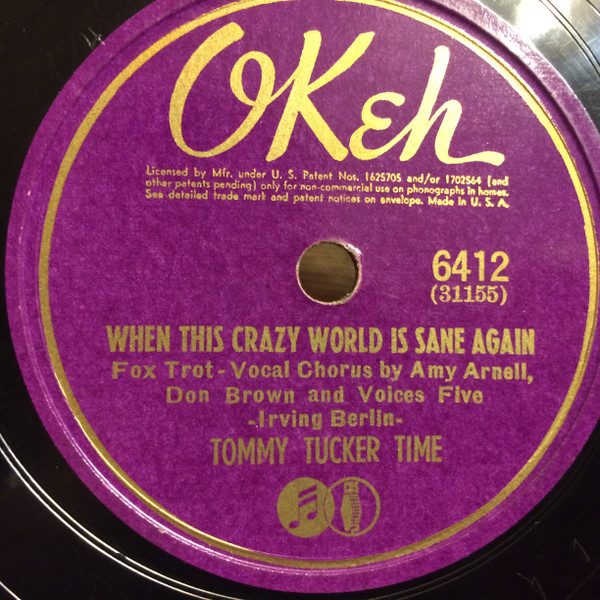 OKeh
Licensed by Mfr. under U. S. Patent Nos. 1625705 and/or 1702564 (and
other patents pending) only for non-commercial use on phonographs in homes.
See detailed trade mark and patent notices on envelope. Made in U. S. A.
6412
(31155)
WHEN THIS CRAZY WORLD IS SANE AGAIN
Fox Trot - Vocal Chorus by Amy Arnell,
Don Brown and Voices Five
-Irving Berlin-
TOMMY TUCKER TIME